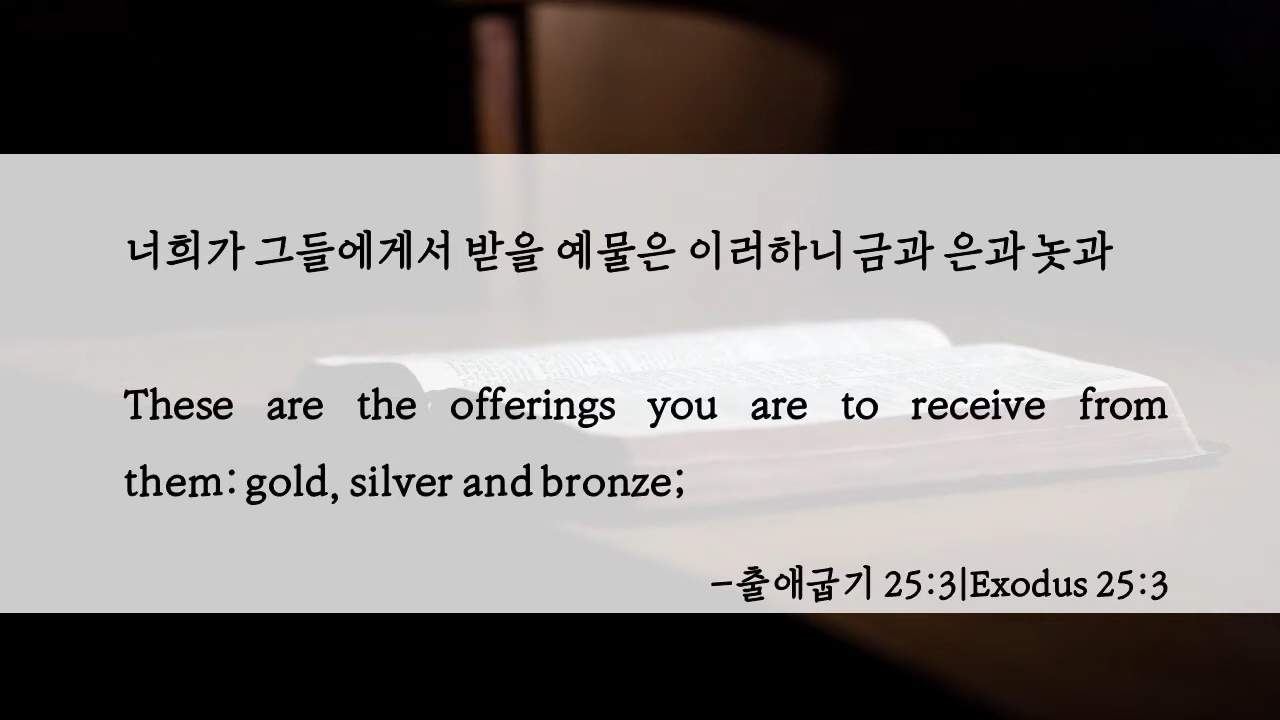 너희가 그들에게서 받을 예물은 이러하니 금과 은과 놋과
These are the offerings you are to receive from
them: gold, silver and bronze;
-출애굽기 25:3|Exodus 25:3